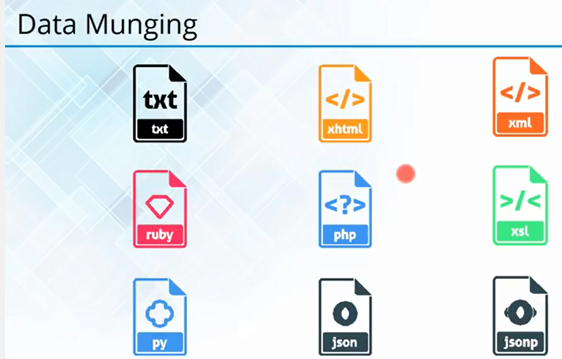 Data Munging
txt
txt
</>
xhtml
</>
xml
ruby
<?>
php
>/<
xsl
py
json
jsonp